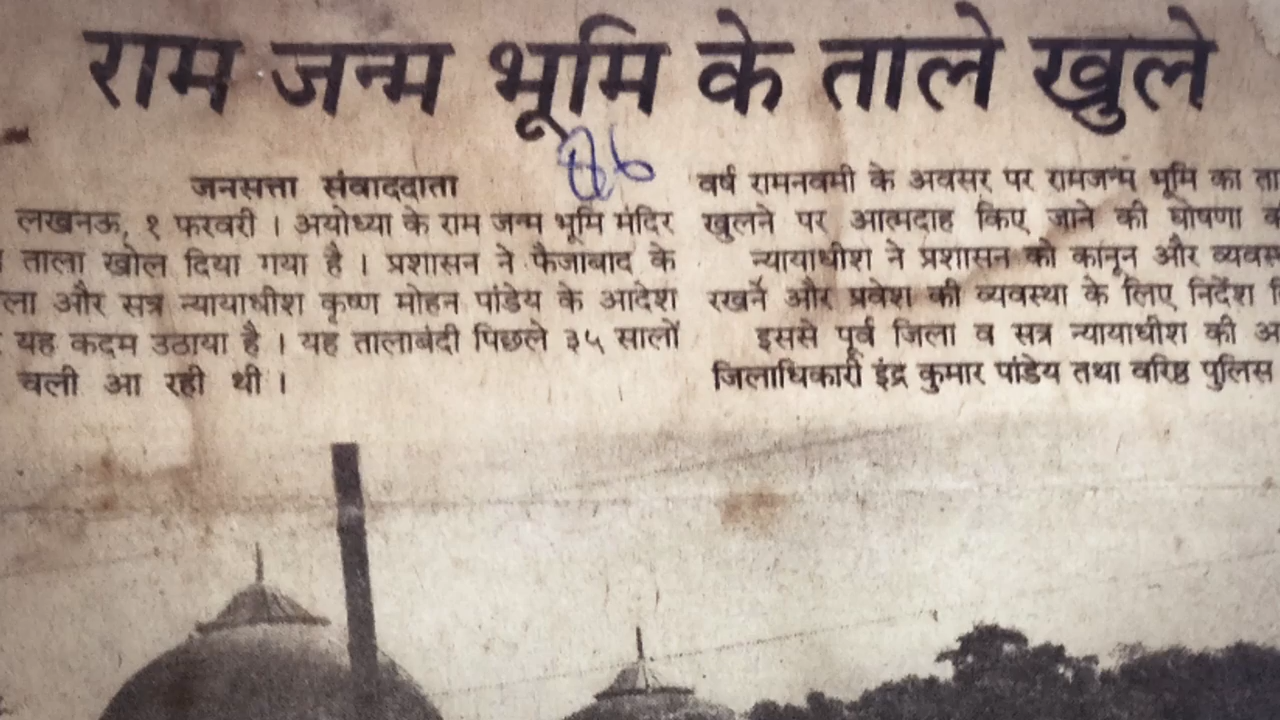 राम जन्म भूमि के ताले खुले
जनसत्ता संवाददाता
लखनऊ, १ फरवरी । अयोध्या के राम जन्म भूमि मंदिर
ताला खोल दिया गया है । प्रशासन ने फैजाबाद के
ला और सत्र न्यायाधीश कृष्ण मोहन पांडेय के आदेश
यह कदम उठाया है । यह तालाबंदी पिछले ३५ सालों
चली आ रही थी ।
वर्ष रामनवमी के अवसर पर रामजन्म भूमि का ता
खुलने पर आत्मदाह किए जाने की घोषणा
न्यायाधीश ने प्रशासन को कानून और व्यवस्
रखने और प्रवेश की व्यवस्था के लिए निर्देश
इससे पूर्व जिला व सत्र न्यायाधीश की अ
जिलाधिकारी इंद्र कुमार पांडेय तथा वरिष्ठ पुलिस